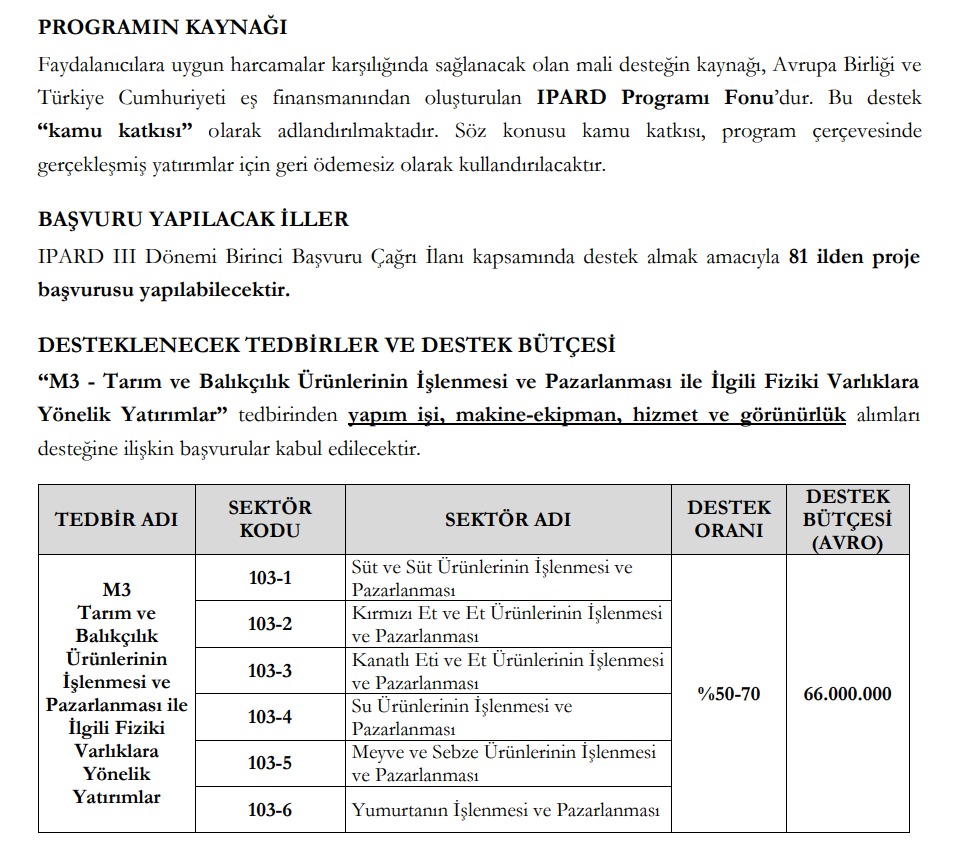 PROGRAMIN KAYNAĞI
Faydalanıcılara uygun harcamalar karşılığında sağlanacak olan mali desteğin kaynağı, Avrupa Birliği ve
Türkiye Cumhuriyeti eş finansmanından oluşturulan IPARD Programı Fonu’dur. Bu destek
“kamu katkısı” olarak adlandırılmaktadır. Söz konusu kamu katkısı, program çerçevesinde
gerçekleşmiş yatırımlar için geri ödemesiz olarak kullandırılacaktır.
BAŞVURU YAPILACAK İLLER
IPARD III Dönemi Birinci Başvuru Çağrı İlanı kapsamında destek almak amacıyla 81 ilden proje
başvurusu yapılabilecektir.
DESTEKLENECEK TEDBİRLER VE DESTEK BÜTÇESİ
“M3 - Tarım ve Balıkçılık Ürünlerinin İşlenmesi ve Pazarlanması ile İlgili Fiziki Varlıklara
Yönelik Yatırımlar” tedbirinden yapım işi, makine-ekipman, hizmet ve görünürlük alımları
desteğine ilişkin başvurular kabul edilecektir.
TEDBİR ADI
SEKTÖR
KODU
SEKTÖR ADI
DESTEK
ORANI
DESTEK
BÜTÇESİ
(AVRO)
M3
Tarım ve
Balıkçılık
Ürünlerinin
İşlenmesi ve
Pazarlanması ile
İlgili Fiziki
Varlıklara
Yönelik
Yatırımlar
103-1
Süt ve Süt Ürünlerinin İşlenmesi ve
Pazarlanması
103-2
Kırmızı Et ve Et Ürünlerinin İşlenmesi
ve Pazarlanması
103-3
Kanatlı Eti ve Et Ürünlerinin İşlenmesi
ve Pazarlanması
103-4
Su Ürünlerinin İşlenmesi ve
Pazarlanması
103-5
Meyve ve Sebze Ürünlerinin İşlenmesi
ve Pazarlanması
103-6
Yumurtanın İşlenmesi ve Pazarlanması
%50-70
66.000.000